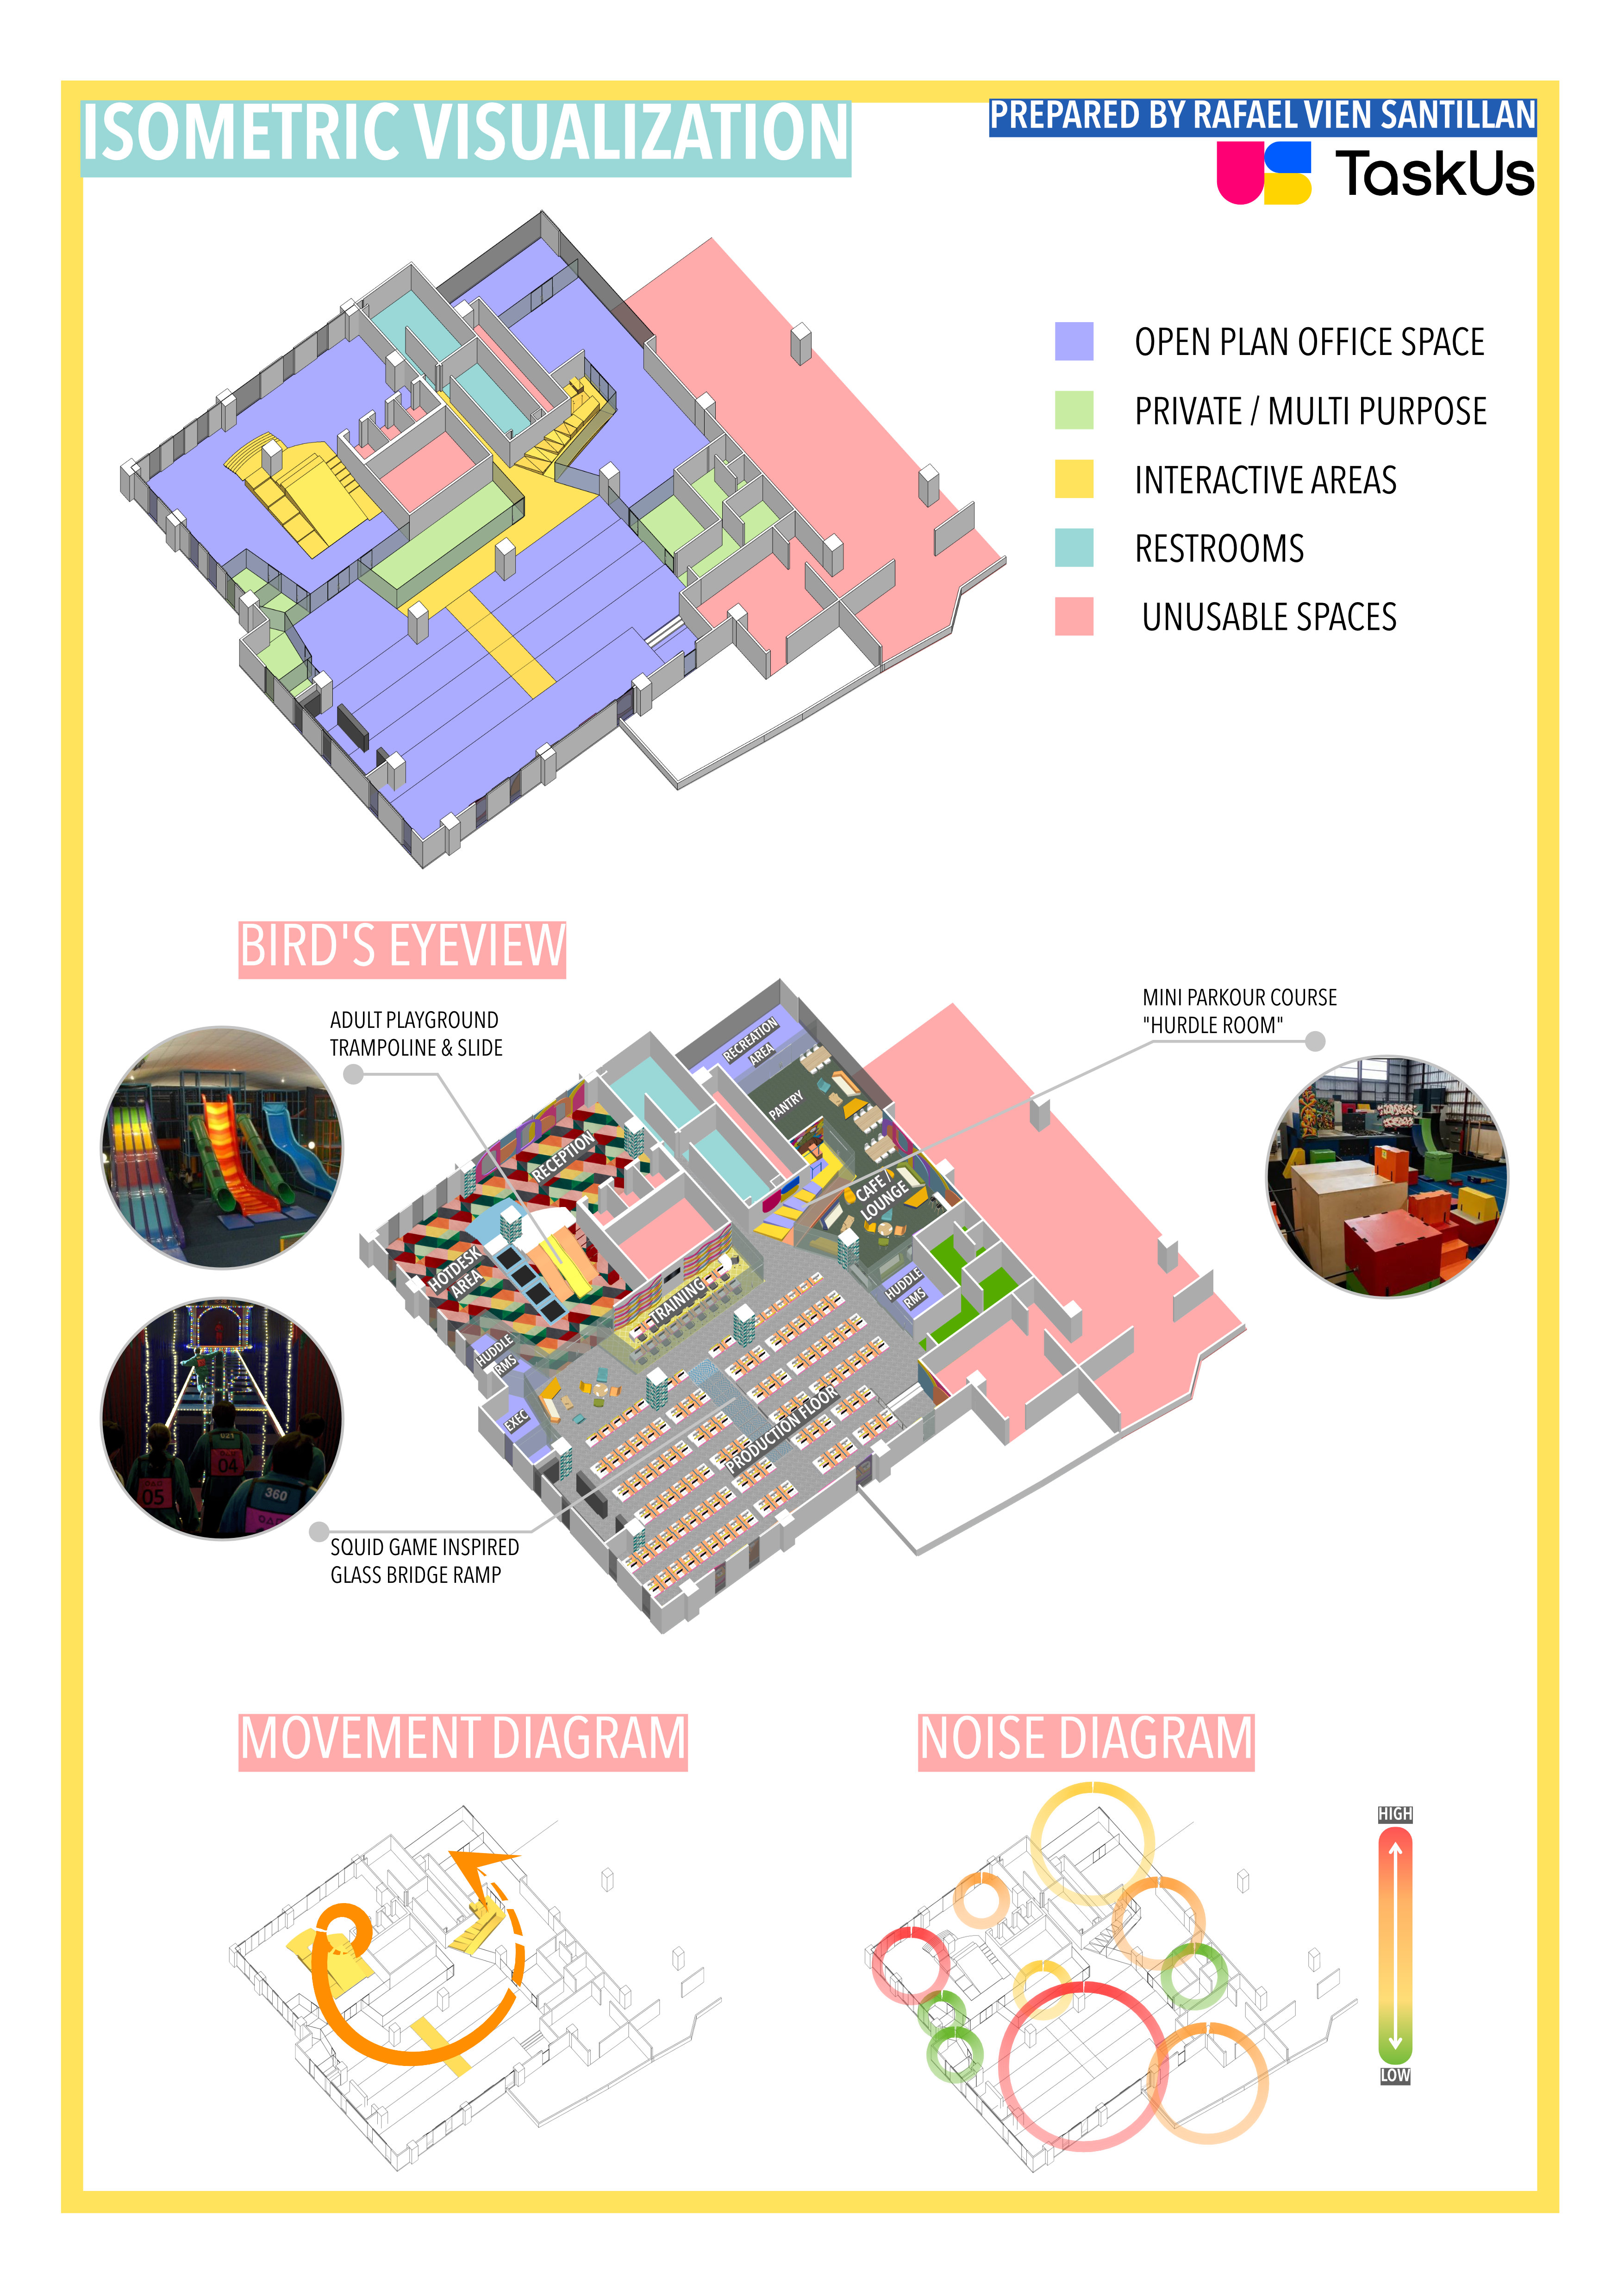 ISOMETRIC VISUALIZATION
PREPARED BY RAFAEL VIEN SANTILLAN
TaskUs
OPEN PLAN OFFICE SPACE
PRIVATE / MULTI PURPOSE
INTERACTIVE AREAS
RESTROOMS
UNUSABLE SPACES
BIRD'S EYEVIEW
ADULT PLAYGROUND
TRAMPOLINE & SLIDE
MINI PARKOUR COURSE
"HURDLE ROOM"
RECREATION
AREA
PANTRY
RECEPTION
CAFE /
LOUNGE
HOTDESK
AREA
TRAINING
HUDDLE
RMS
HUDDLE
RMS
EXEC
PRODUCTION FLOOR
021
04
05
360
SQUID GAME INSPIRED
GLASS BRIDGE RAMP
MOVEMENT DIAGRAM
NOISE DIAGRAM
HIGH
LOW